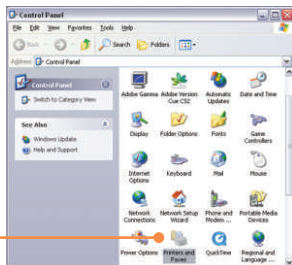 Control Panel
File Edit View Favorites Tools Help
Back Search Folders
Address Control Panel
Control Panel
Switch to Category View
See Also
Windows Update
Help and Support
Adobe Gamma Adobe Version Cue CS2 Automatic Updates Date and Time
Display Folder Options Fonts Game Controllers
Internet Options Keyboard Mail Mouse
Network Connections Network Setup Wizard Phone and Modem ... Portable Media Devices
Power Options Printers and Faxes QuickTime Regional and Language ...